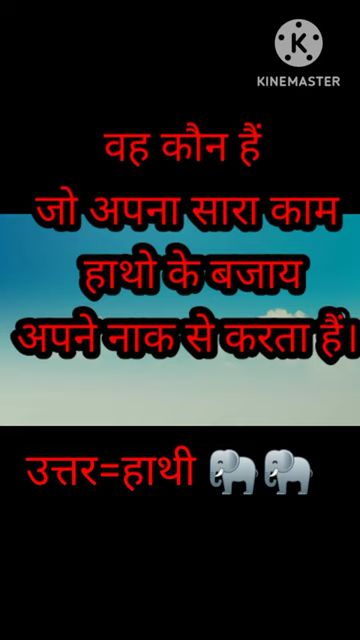 KINEMASTER
वह कौन हैं
जो अपना सारा काम
हाथो के बजाय
अपने नाक से करता हैं।
उत्तर=हाथी 🐘🐘